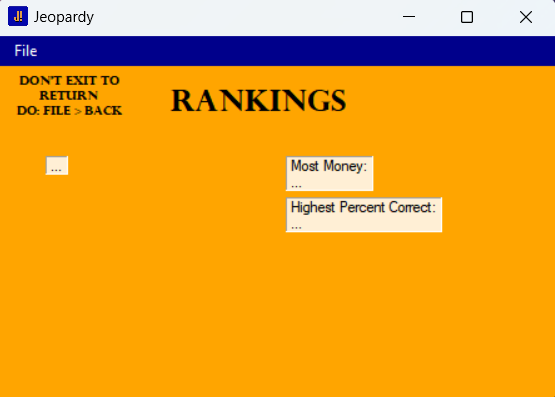 J!
Jeopardy
File
DON'T EXIT TO
RETURN
DO: FILE > BACK
RANKINGS
...
Most Money:
...
Highest Percent Correct:
...